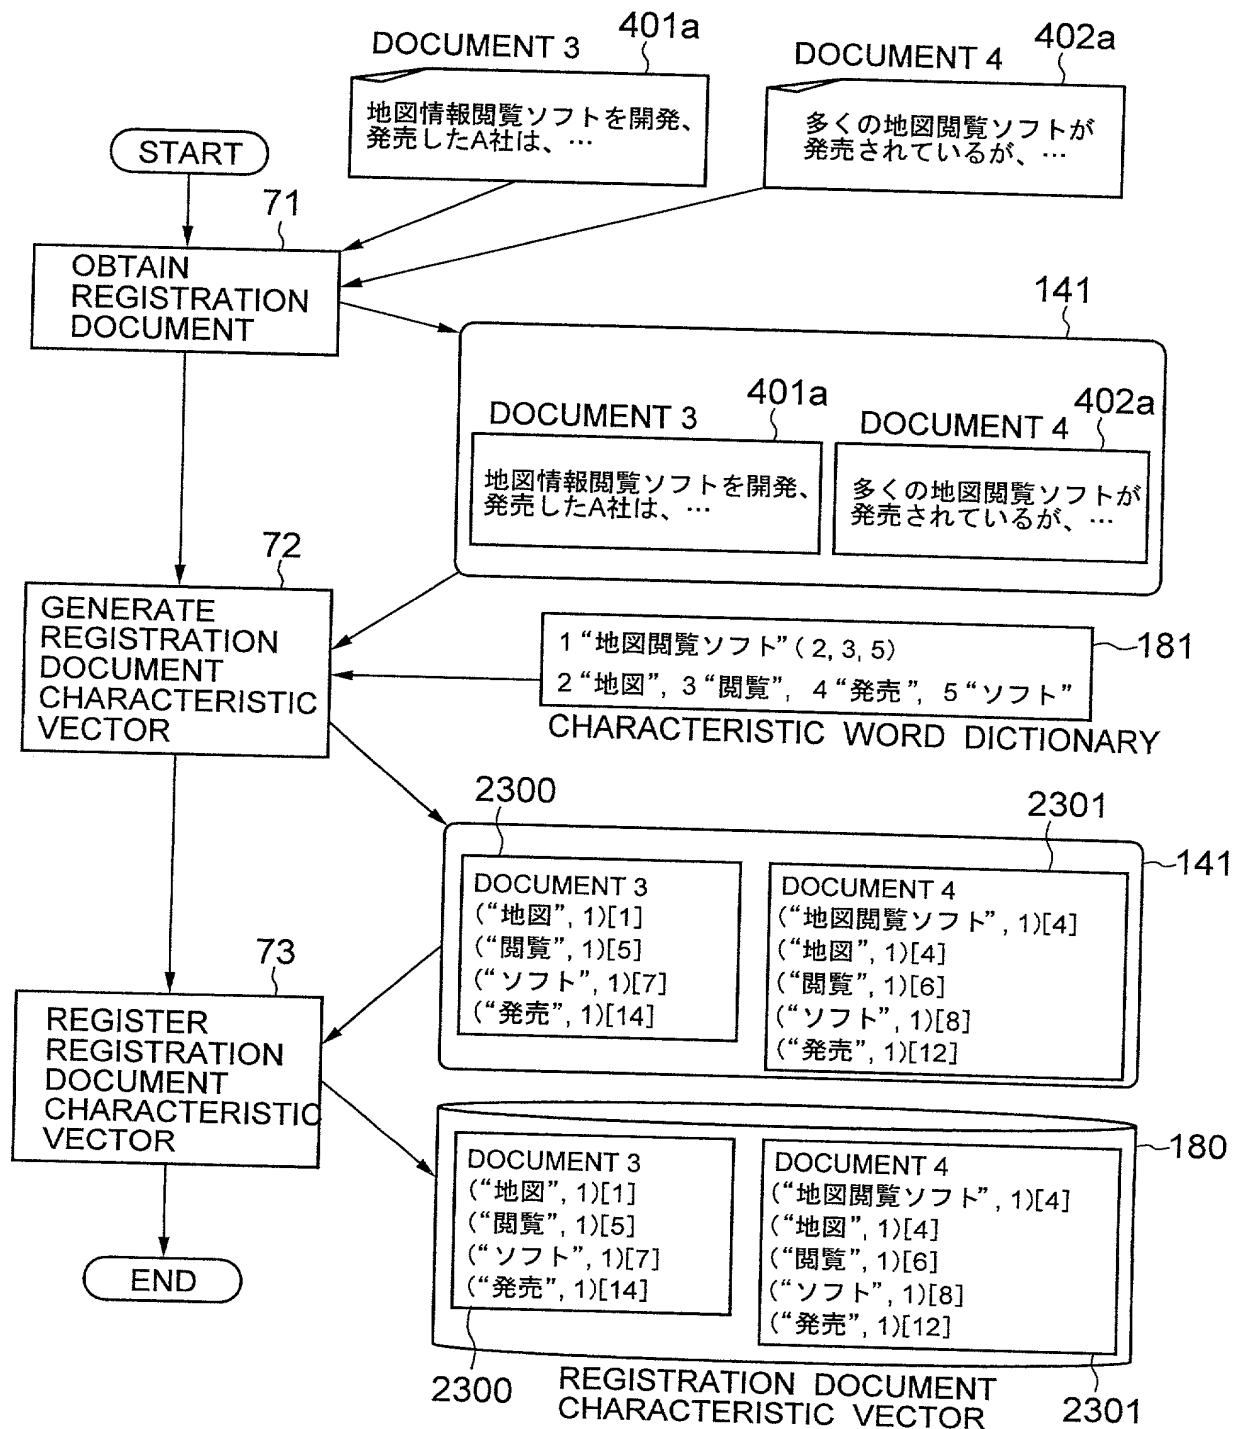 DOCUMENT 3
401a
地図情報閲覧ソフトを開発、
発売したA社は、…
DOCUMENT 4
402a
多くの地図閲覧ソフトが
発売されているが、…
START
71
OBTAIN
REGISTRATION
DOCUMENT
141
DOCUMENT 3
401a
地図情報閲覧ソフトを開発、
発売したA社は、…
DOCUMENT 4
402a
多くの地図閲覧ソフトが
発売されているが、…
72
GENERATE
REGISTRATION
DOCUMENT
CHARACTERISTIC
VECTOR
1 “地図閲覧ソフト” ( 2, 3, 5)
2 “地図”, 3 “閲覧”, 4 “発売”, 5 “ソフト”
181
CHARACTERISTIC WORD DICTIONARY
2300
2301
141
DOCUMENT 3
(“地図”, 1)[1]
(“閲覧”, 1)[5]
(“ソフト”, 1)[7]
(“発売”, 1)[14]
DOCUMENT 4
(“地図閲覧ソフト”, 1)[4]
(“地図”, 1)[4]
(“閲覧”, 1)[6]
(“ソフト”, 1)[8]
(“発売”, 1)[12]
73
REGISTER
REGISTRATION
DOCUMENT
CHARACTERISTIC
VECTOR
180
DOCUMENT 3
(“地図”, 1)[1]
(“閲覧”, 1)[5]
(“ソフト”, 1)[7]
(“発売”, 1)[14]
DOCUMENT 4
(“地図閲覧ソフト”, 1)[4]
(“地図”, 1)[4]
(“閲覧”, 1)[6]
(“ソフト”, 1)[8]
(“発売”, 1)[12]
END
2300
REGISTRATION DOCUMENT
CHARACTERISTIC VECTOR
2301